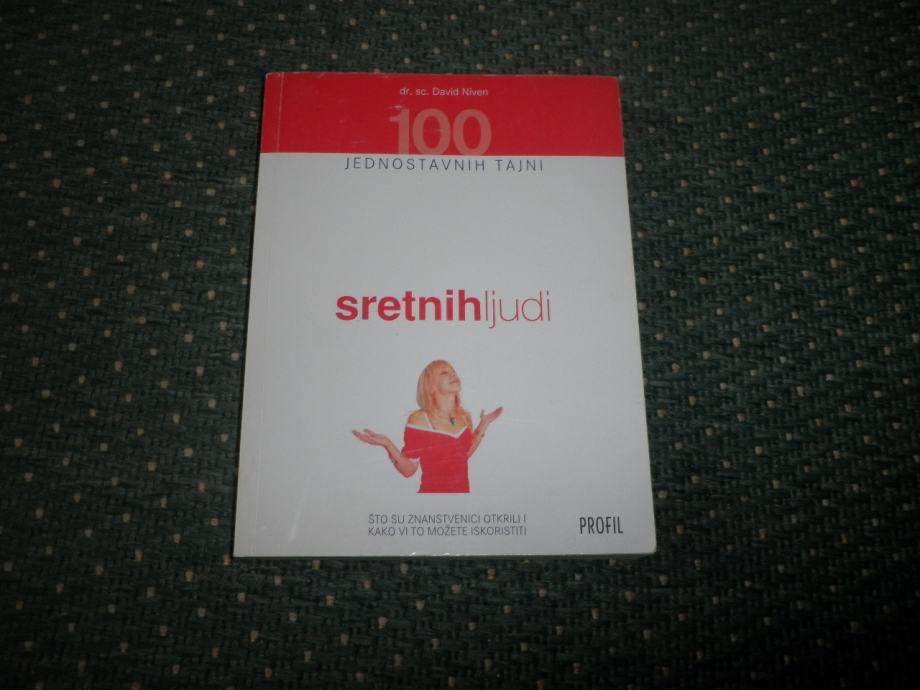 dr. sc. David Niven
100
JEDNOSTAVNIH TAJNI
sretnihljudi
ŠTO SU ZNANSTVENICI OTKRILI I
KAKO VI TO MOŽETE ISKORISTITI
PROFIL